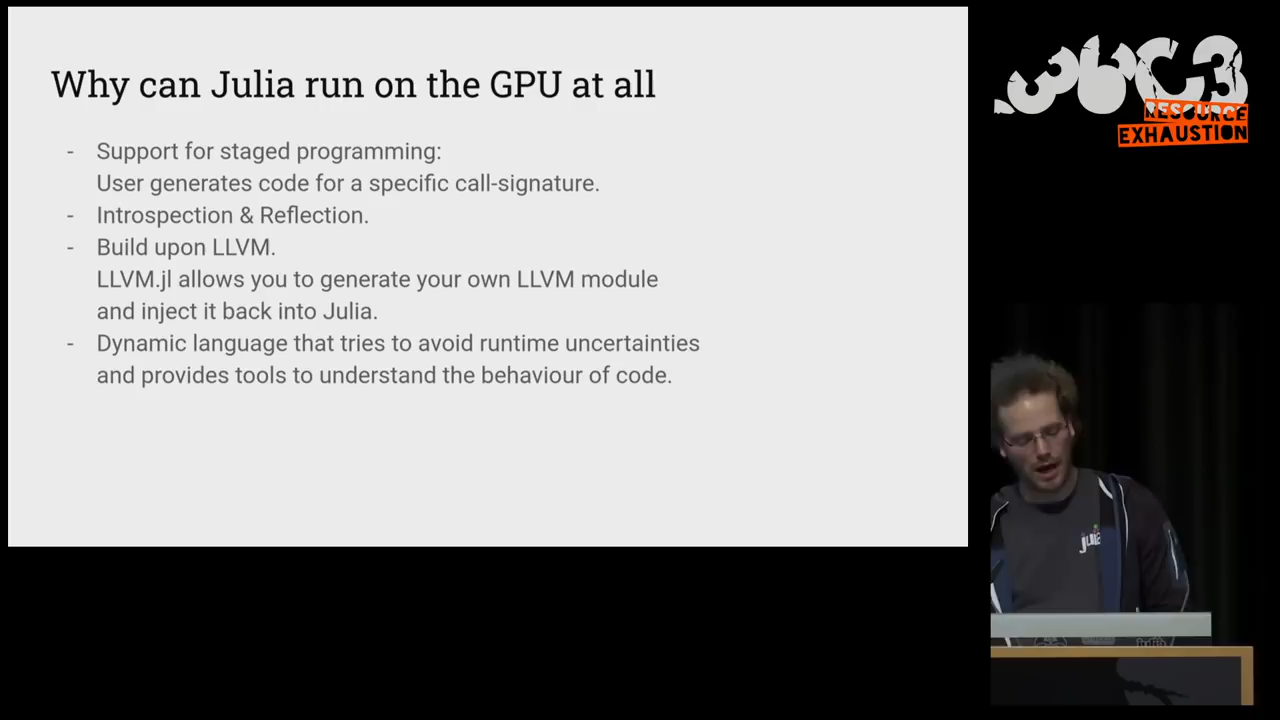 Why can Julia run on the GPU at all
- Support for staged programming:
User generates code for a specific call-signature.
- Introspection & Reflection.
- Build upon LLVM.
LLVM.jl allows you to generate your own LLVM module
and inject it back into Julia.
- Dynamic language that tries to avoid runtime uncertainties
and provides tools to understand the behaviour of code.
36C3
RESOURCE
EXHAUSTION
julia